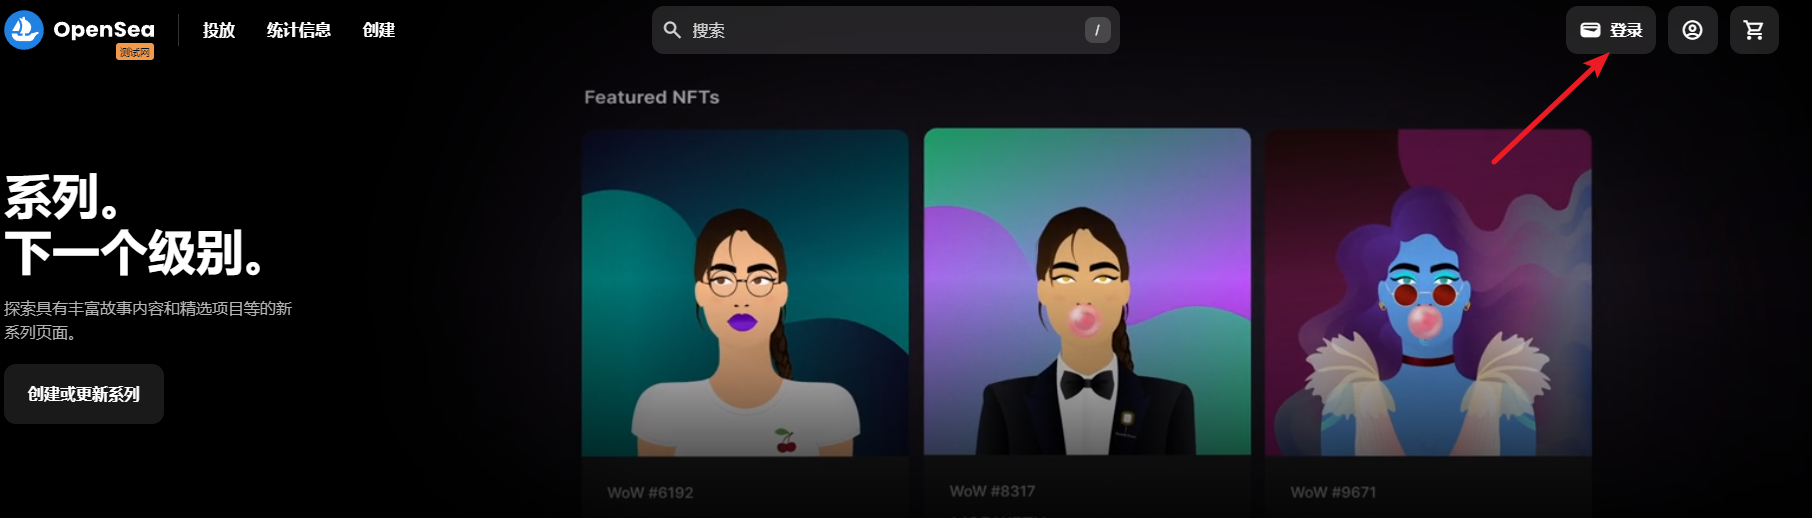 OpenSea
测试网
投放
统计信息
创建
搜索
/
登录
Featured NFTs
系列。
下一个级别。
探索具有丰富故事内容和精选项目等的新
系列页面。
创建或更新系列
WoW #6192
WoW #8317
WoW #9671